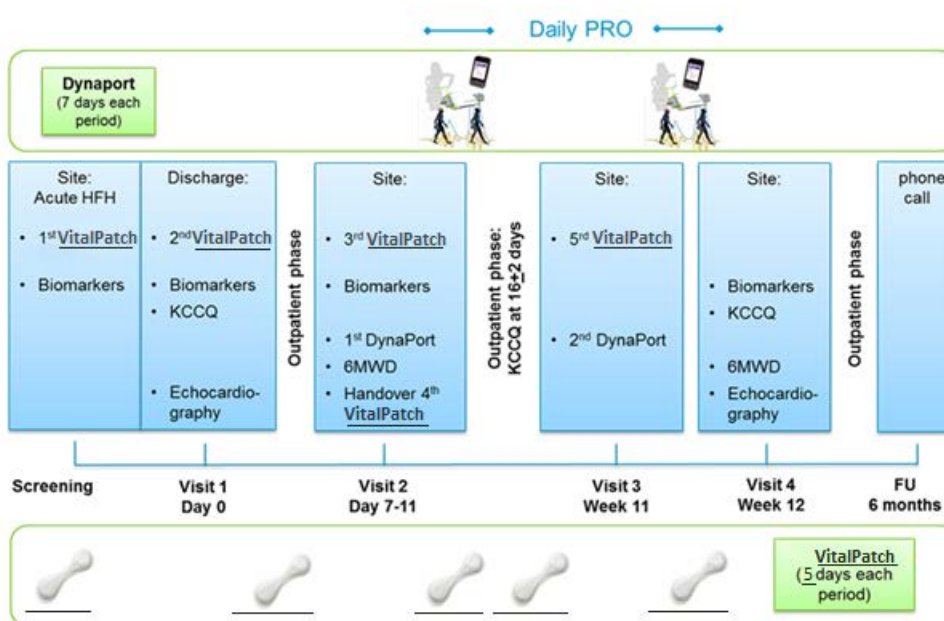 Daily PRO
Dynaport
(7 days each
period)
Site:
Acute HFH
• 1st VitalPatch
• Biomarkers
Discharge:
• 2nd VitalPatch
• Biomarkers
• KCCQ
• Echocardio-
graphy
Outpatient phase
Site:
• 3rd VitalPatch
• Biomarkers
• 1st DynaPort
• 6MWD
• Handover 4th
VitalPatch
Outpatient phase:
KCCQ at 16±2 days
Site:
• 5rd VitalPatch
• 2nd DynaPort
Site:
• Biomarkers
• KCCQ
• 6MWD
• Echocardio-
graphy
Outpatient phase
phone
call
Screening
Visit 1
Day 0
Visit 2
Day 7-11
Visit 3
Week 11
Visit 4
Week 12
FU
6 months
VitalPatch
(5 days each
period)